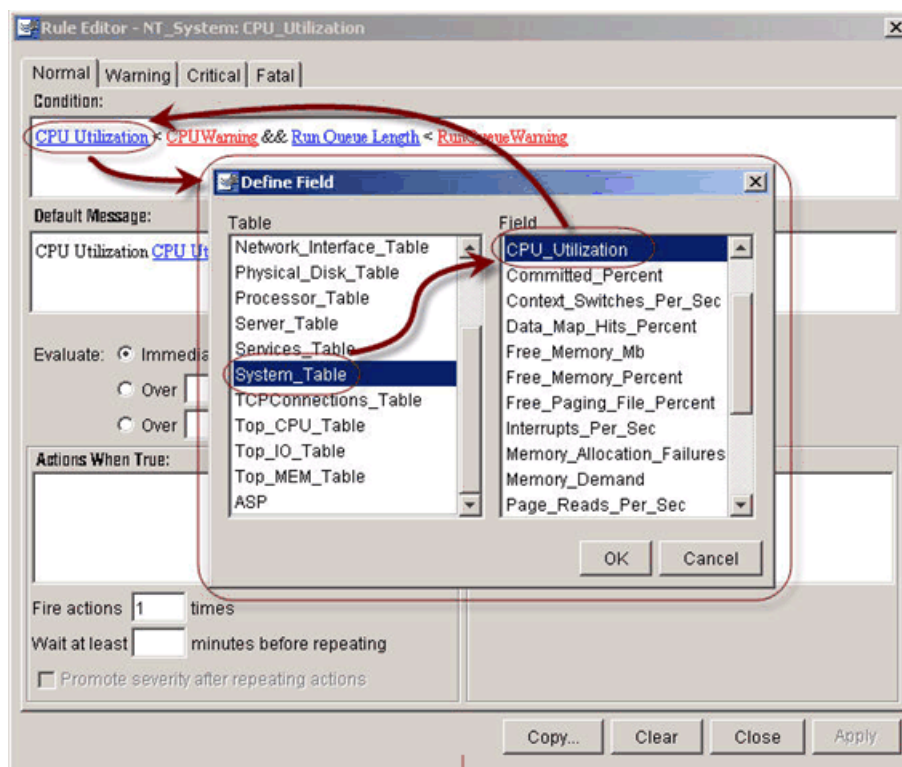 Rule Editor - NT_System: CPU_Utilization
Normal Warning Critical Fatal
Condition:
CPU Utilization < CPUWarning && Run Queue Length < RunQueueWarning
Define Field
Default Message:
CPU Utilization CPU Ut
Table
Network_Interface_Table
Physical_Disk_Table
Processor_Table
Server_Table
Services_Table
System_Table
TCPConnections_Table
Top_CPU_Table
Top_IO_Table
Top_MEM_Table
ASP
Field
CPU_Utilization
Committed_Percent
Context_Switches_Per_Sec
Data_Map_Hits_Percent
Free_Memory_Mb
Free_Memory_Percent
Free_Paging_File_Percent
Interrupts_Per_Sec
Memory_Allocation_Failures
Memory_Demand
Page_Reads_Per_Sec
OK Cancel
Evaluate: Immedia
Over
Over
Actions When True:
Fire actions 1 times
Wait at least minutes before repeating
Promote severity after repeating actions
Copy... Clear Close Apply